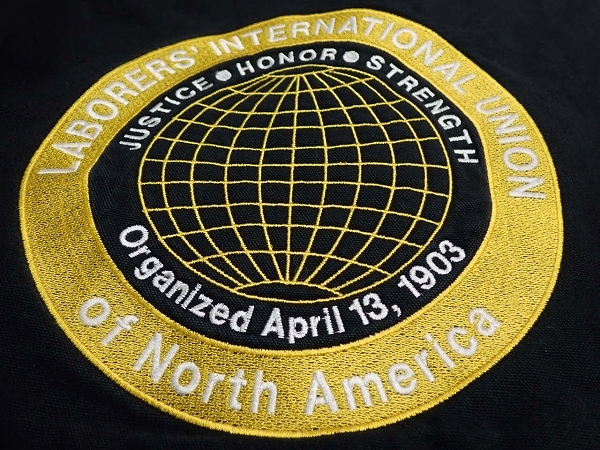 LABORERS' INTERNATIONAL UNION
JUSTICE ● HONOR ● STRENGTH
Organized April 13, 1903
of North America